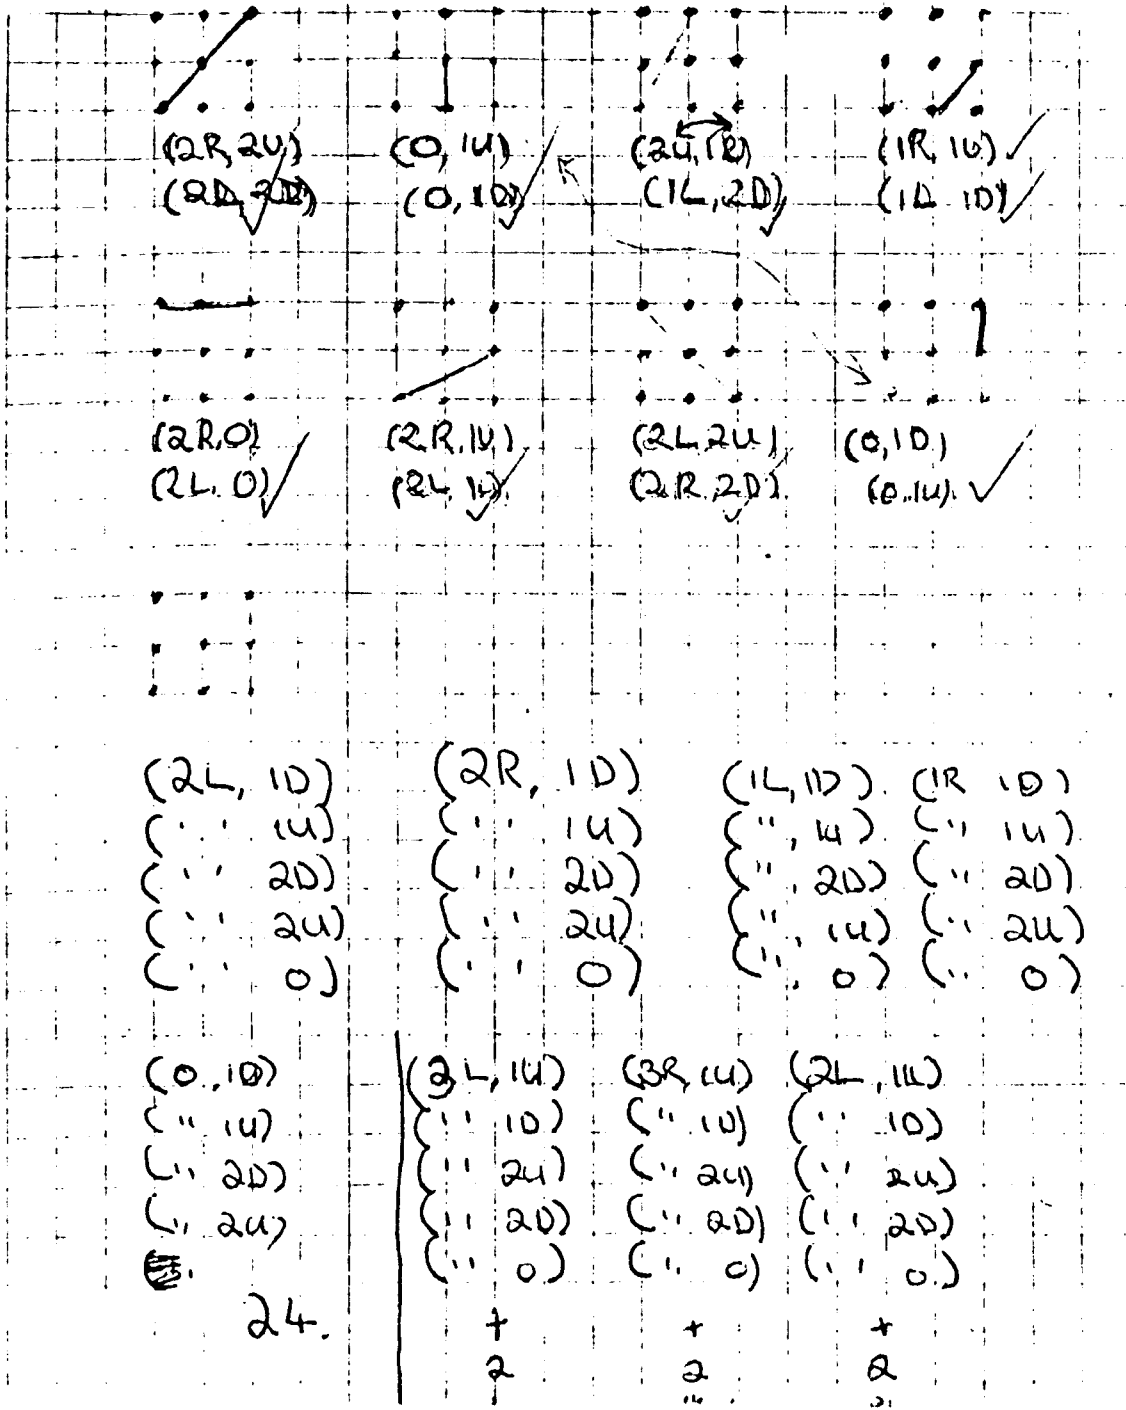 (2R, 2U) (0, 1U) (2U, 1R) (1R, 1U)
(2D, 2D) (0, 1D) (1L, 2D) (1D 1D)
(2R, 0) (2R, 1U) (2L, 2U) (0, 1D)
(2L, 0) (2L, 1D) (2R, 2D) (0, 1U)
(2L, 1D) (2R, 1D) (1L, 1D) (1R 1D)
( '' 1U) ( '' 1U) ( '' , 1U) ( '' 1U)
( '' 2D) ( '' 2D) ( '' , 2D) ( '' 2D)
( '' 2U) ( '' 2U) ( '' , 1U) ( '' 2U)
( '' 0) ( '' 0) ( '' , 0) ( '' 0)
(0, 1D) L, 1U) (3R, 1U) (2L, 1U)
( '' 1U) ( '' 1D) ( '' 1D) ( '' 1D)
( '' 2D) ( '' 2U) ( '' 2U) ( '' 2U)
( '' 2U) ( '' 2D) ( '' 2D) ( '' 2D)
( '' 0) ( '' 0) ( '' 0)
24. + + +
2 2 2